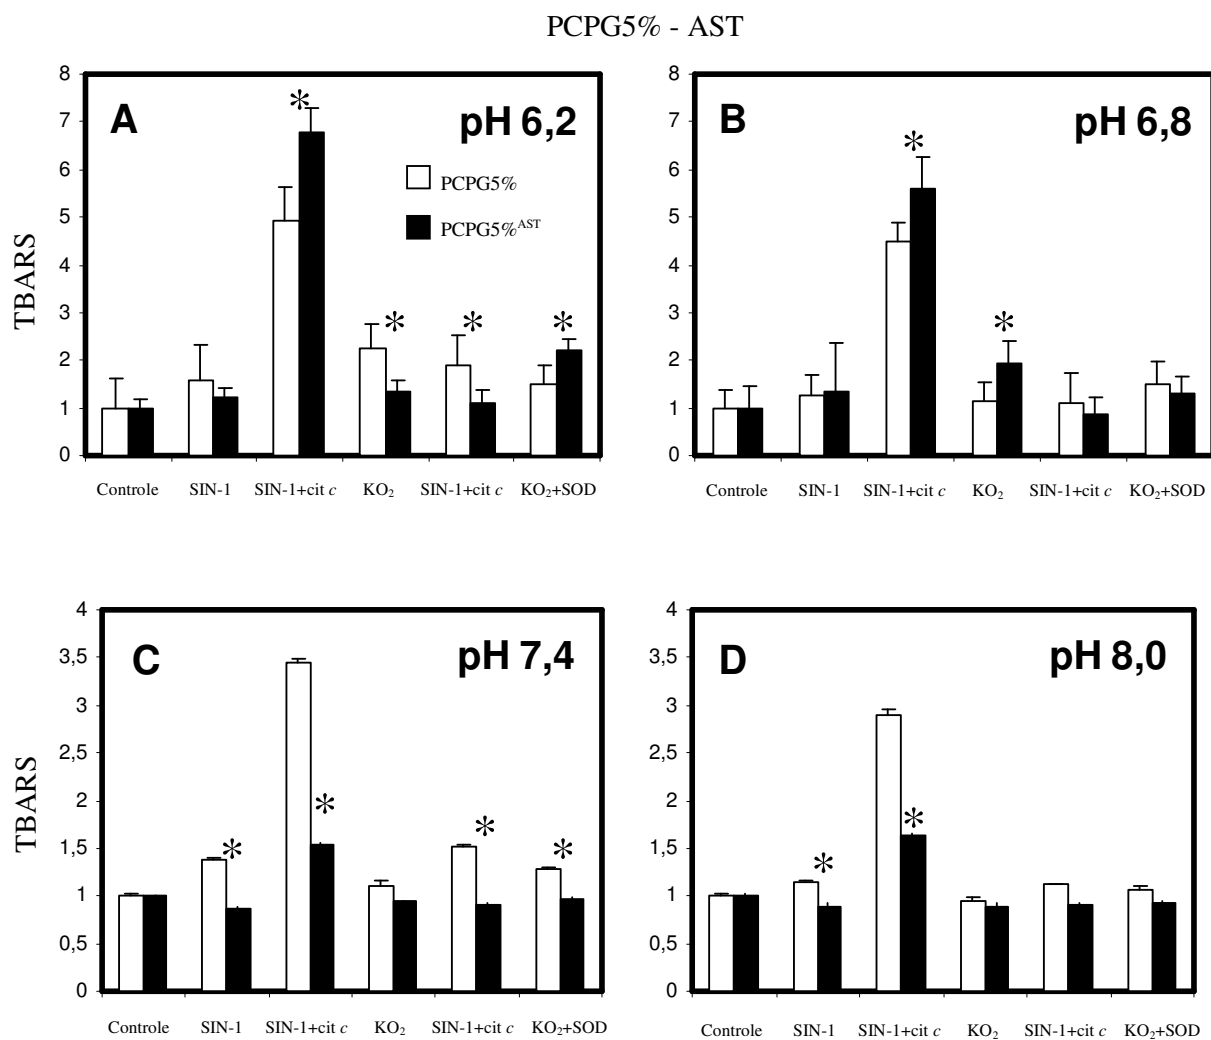 PCPG5% - AST
A
pH 6,2
TBARS
8
7
6
5
4
3
2
1
0
PCPG5%
PCPG5%^AST
*
*
*
*
Controle SIN-1 SIN-1+cit c KO₂ SIN-1+cit c KO₂+SOD
B
pH 6,8
8
7
6
5
4
3
2
1
0
*
*
Controle SIN-1 SIN-1+cit c KO₂ SIN-1+cit c KO₂+SOD
C
pH 7,4
TBARS
4
3,5
3
2,5
2
1,5
1
0,5
0
*
*
*
*
Controle SIN-1 SIN-1+cit c KO₂ SIN-1+cit c KO₂+SOD
D
pH 8,0
4
3,5
3
2,5
2
1,5
1
0,5
0
*
*
Controle SIN-1 SIN-1+cit c KO₂ SIN-1+cit c KO₂+SOD